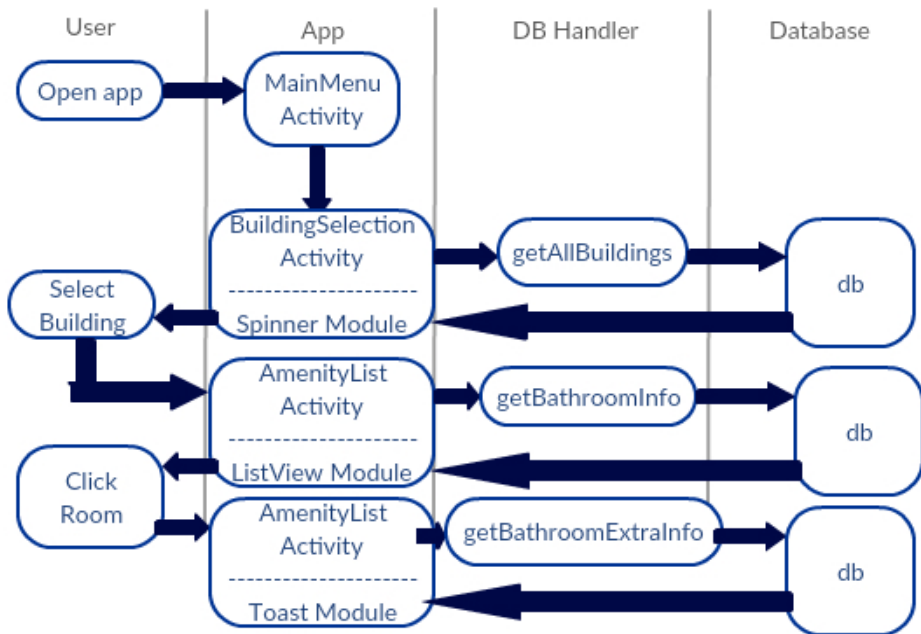 User
App
DB Handler
Database
Open app
MainMenu
Activity
BuildingSelection
Activity
--------------------
Spinner Module
getAllBuildings
db
Select
Building
AmenityList
Activity
--------------------
ListView Module
getBathroomInfo
db
Click
Room
AmenityList
Activity
--------------------
Toast Module
getBathroomExtraInfo
db